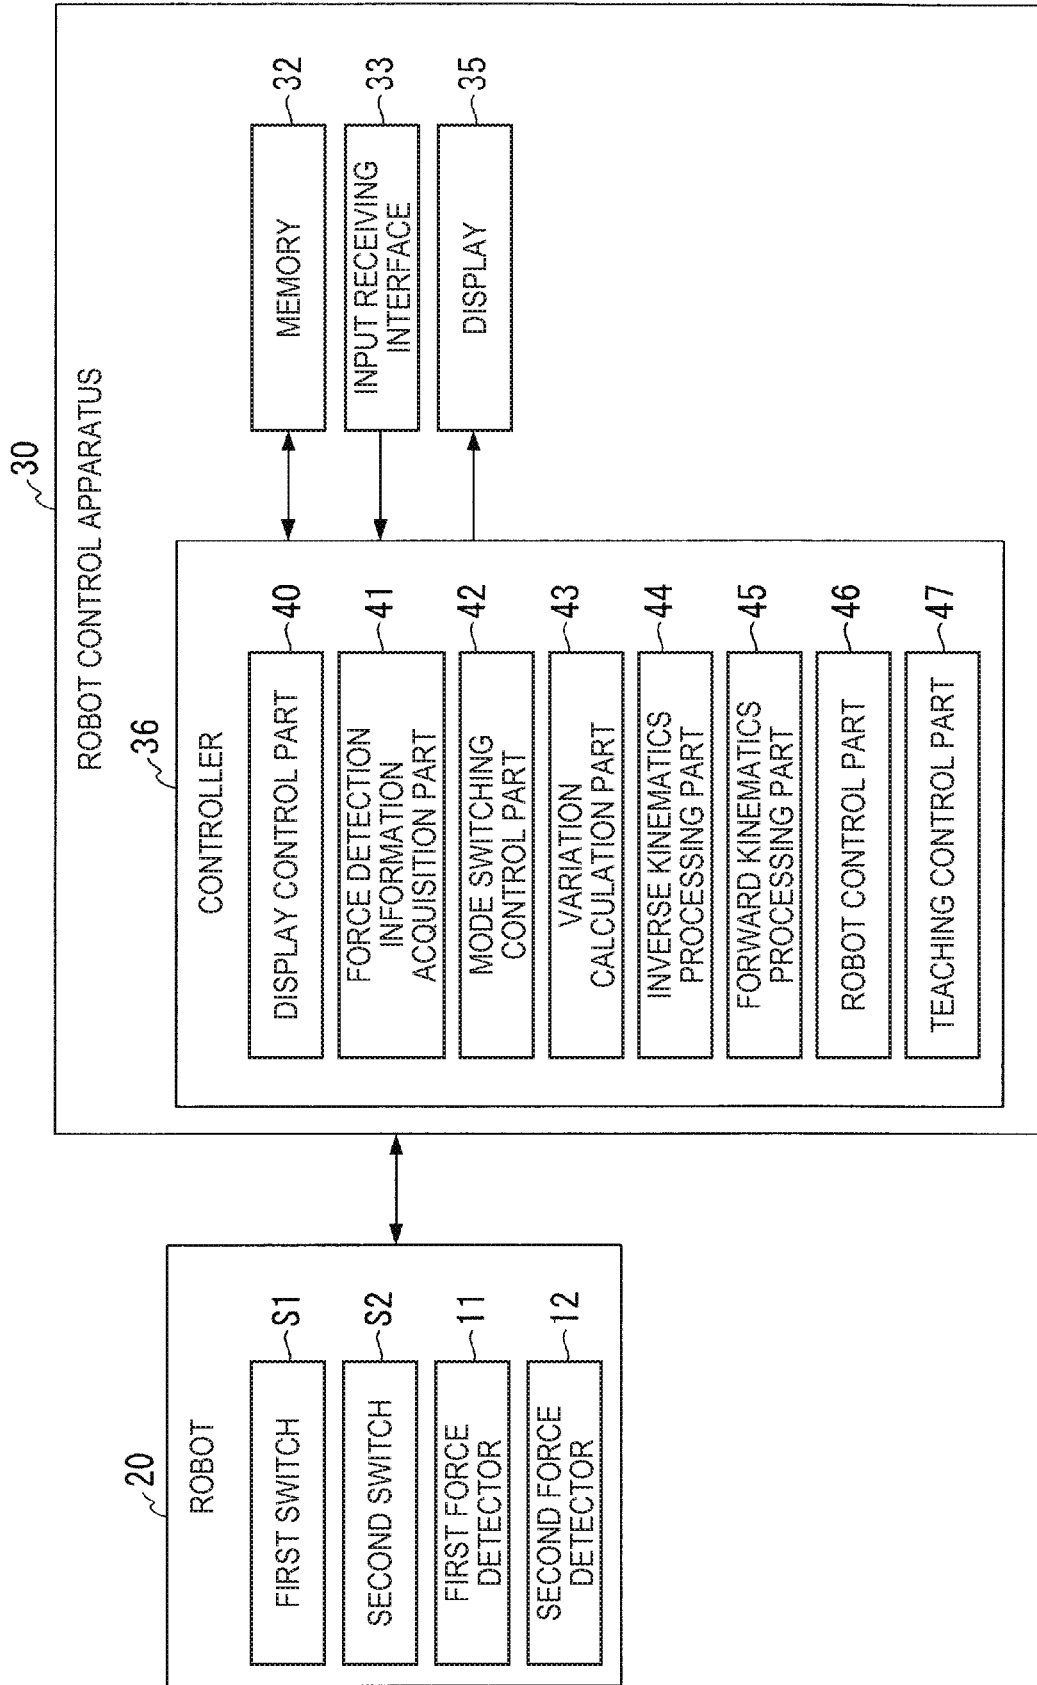 20
ROBOT
FIRST SWITCH
S1
SECOND SWITCH
S2
FIRST FORCE
DETECTOR
11
SECOND FORCE
DETECTOR
12
30
ROBOT CONTROL APPARATUS
36
CONTROLLER
DISPLAY CONTROL PART
40
FORCE DETECTION
INFORMATION
ACQUISITION PART
41
MODE SWITCHING
CONTROL PART
42
VARIATION
CALCULATION PART
43
INVERSE KINEMATICS
PROCESSING PART
44
FORWARD KINEMATICS
PROCESSING PART
45
ROBOT CONTROL PART
46
TEACHING CONTROL PART
47
MEMORY
32
INPUT RECEIVING
INTERFACE
33
DISPLAY
35